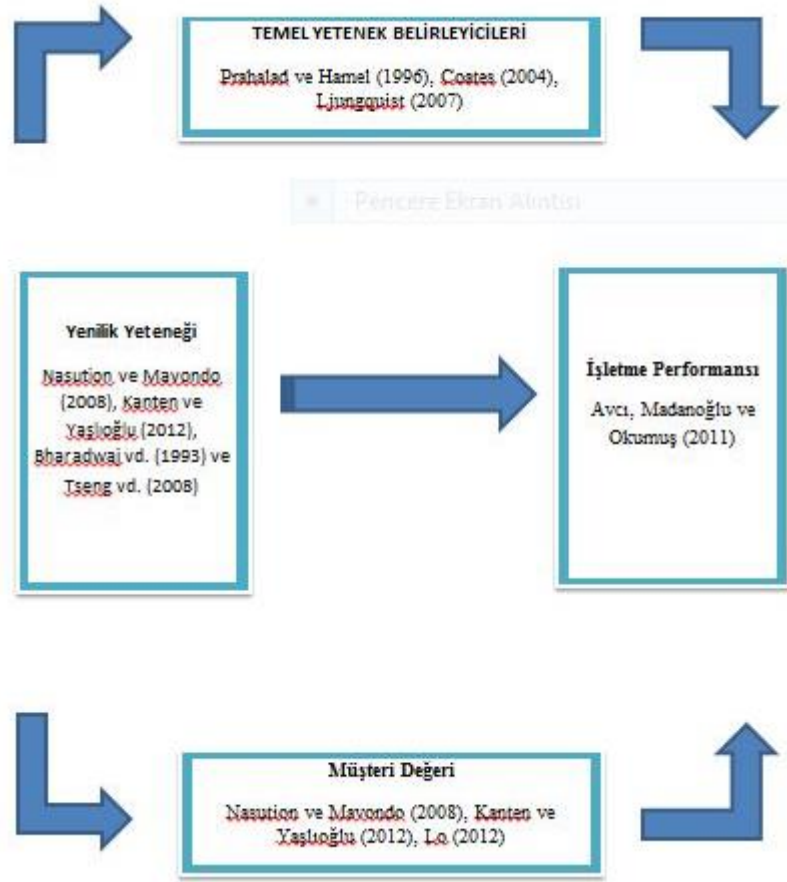 TEMEL YETENEK BELİRLEYİCİLERİ
Prahalad ve Hamel (1996), Coates (2004),
Ljungquist (2007)
Pencere Ekran Alıntısı
Yenilik Yeteneği
Nasution ve Mavondo
(2008), Kanten ve
Yaşlıoğlu (2012),
Bharadwaj vd. (1993) ve
Tseng vd. (2008)
İşletme Performansı
Avcı, Madanoğlu ve
Okumuş (2011)
Müşteri Değeri
Nasution ve Mavondo (2008), Kanten ve
Yaşlıoğlu (2012), Lo (2012)